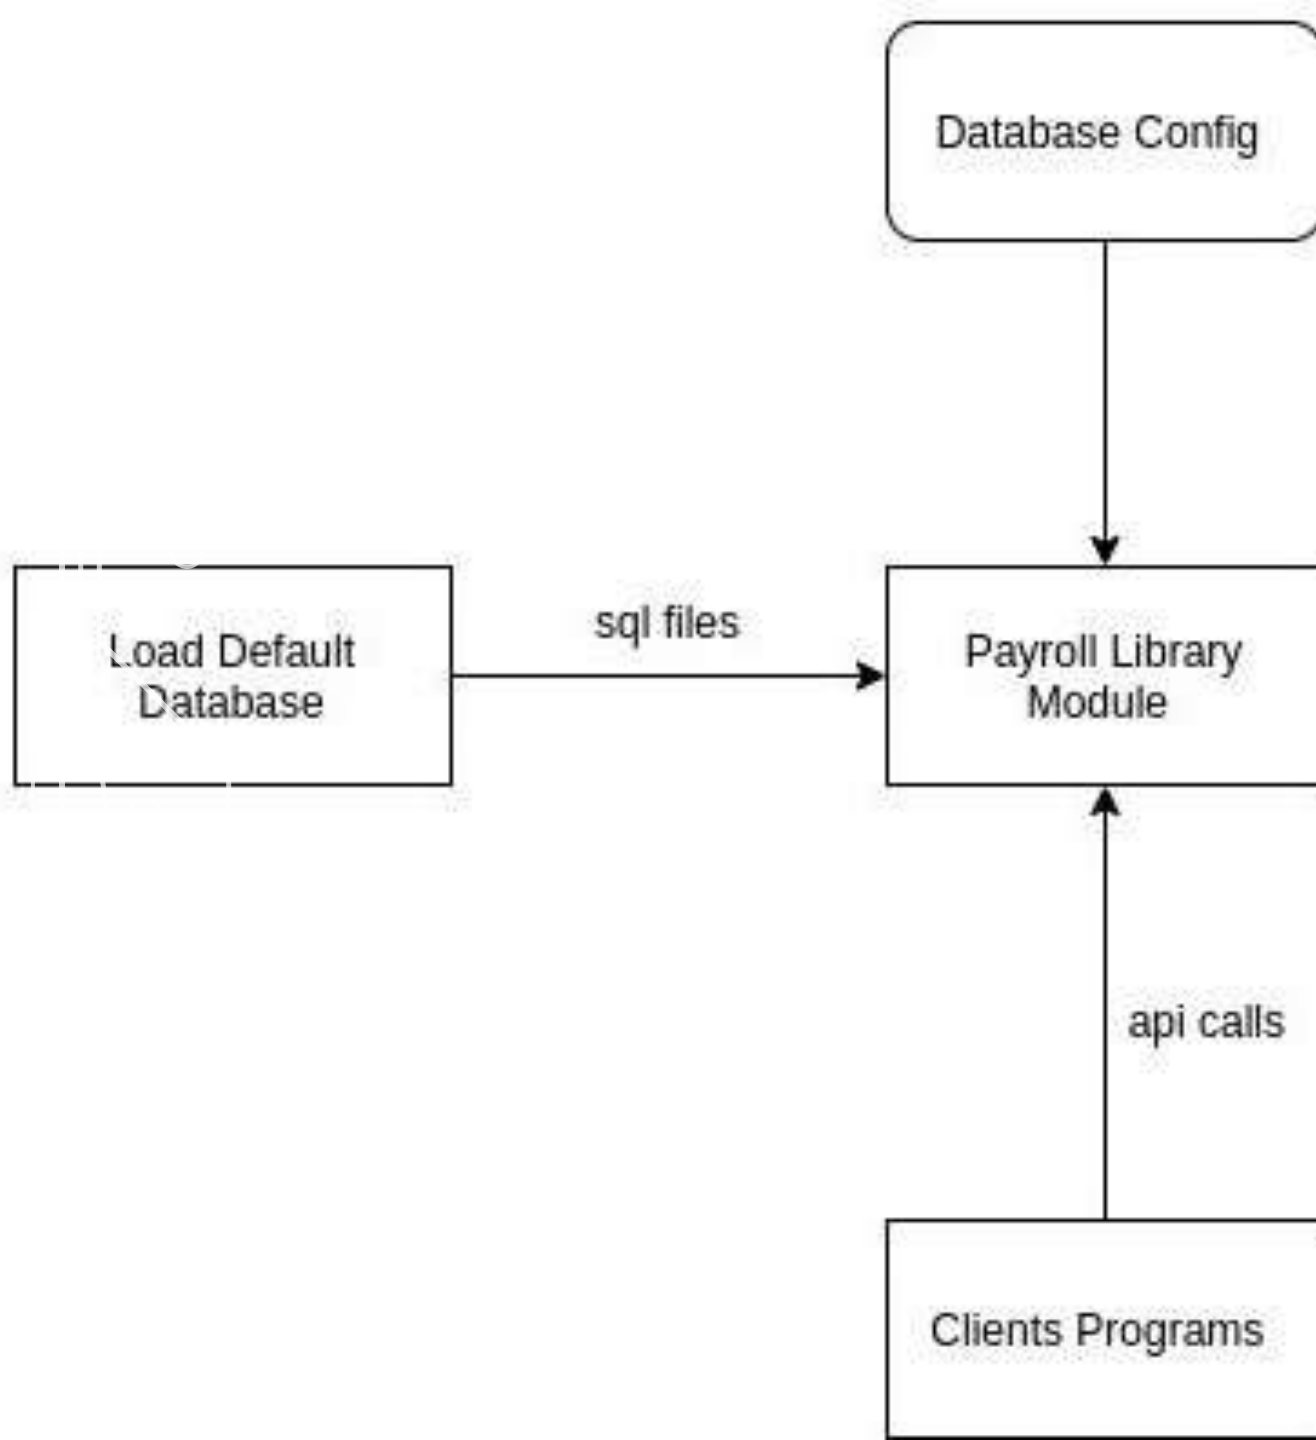 Database Config
sql files
Load Default
Database
Payroll Library
Module
api calls
Clients Programs